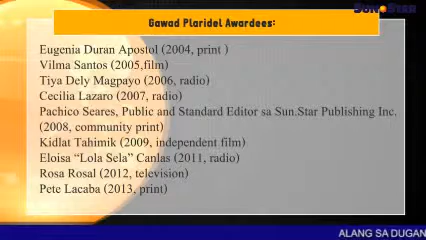 Sun.Star
Gawad Plaridel Awardees:
Eugenia Duran Apostol (2004, print )
Vilma Santos (2005,film)
Tiya Dely Magpayo (2006, radio)
Cecilia Lazaro (2007, radio)
Pachico Seares, Public and Standard Editor sa Sun.Star Publishing Inc.
(2008, community print)
Kidlat Tahimik (2009, independent film)
Eloisa “Lola Sela” Canlas (2011, radio)
Rosa Rosal (2012, television)
Pete Lacaba (2013, print)
ALANG SA DUGAN